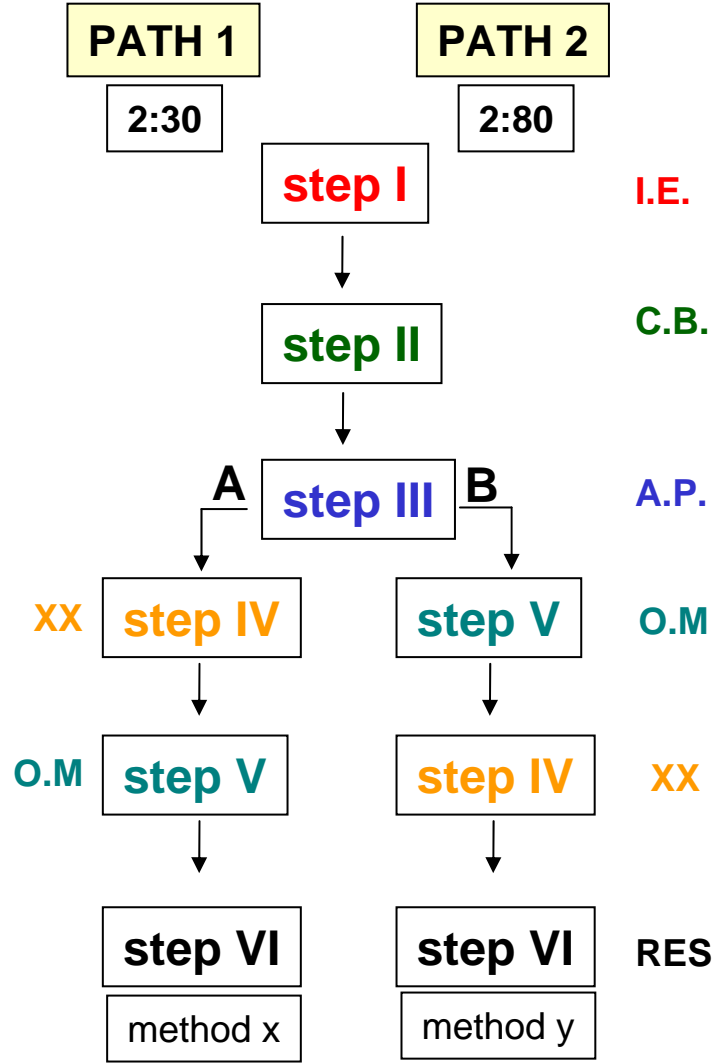 PATH 1
PATH 2
2:30
2:80
step I
I.E.
step II
C.B.
A
B
step III
A.P.
XX
step IV
step V
O.M
O.M
step V
step IV
XX
step VI
step VI
RES
method x
method y